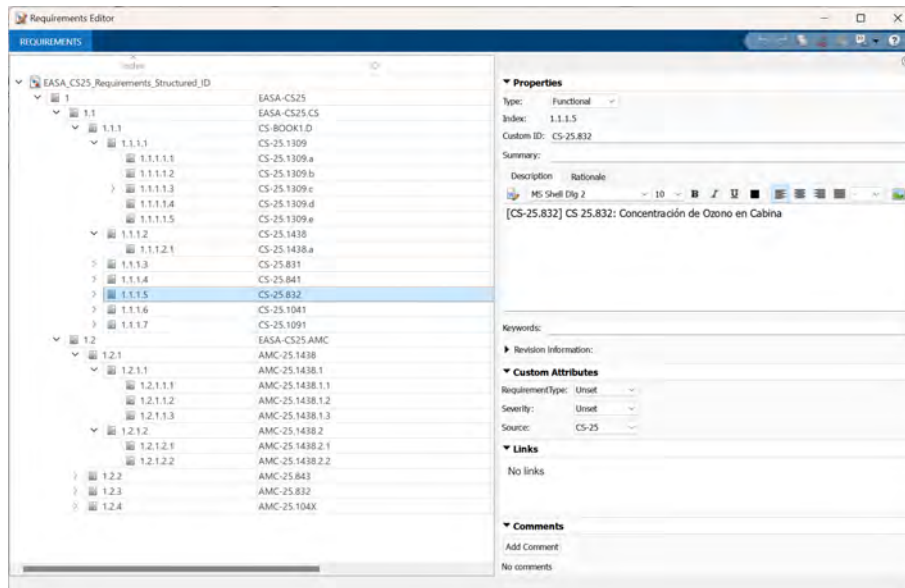 Requirements Editor
REQUIREMENTS
Index ID
EASA_CS25_Requirements_Structured_ID
1 EASA-CS25
1.1 EASA-CS25.CS
1.1.1 CS-BOOK1.D
1.1.1.1 CS-25.1309
1.1.1.1.1 CS-25.1309.a
1.1.1.1.2 CS-25.1309.b
1.1.1.1.3 CS-25.1309.c
1.1.1.1.4 CS-25.1309.d
1.1.1.1.5 CS-25.1309.e
1.1.1.2 CS-25.1438
1.1.1.2.1 CS-25.1438.a
1.1.1.3 CS-25.831
1.1.1.4 CS-25.841
1.1.1.5 CS-25.832
1.1.1.6 CS-25.1041
1.1.1.7 CS-25.1091
1.2 EASA-CS25.AMC
1.2.1 AMC-25.1438
1.2.1.1 AMC-25.1438.1
1.2.1.1.1 AMC-25.1438.1.1
1.2.1.1.2 AMC-25.1438.1.2
1.2.1.1.3 AMC-25.1438.1.3
1.2.1.2 AMC-25.1438.2
1.2.1.2.1 AMC-25.1438.2.1
1.2.1.2.2 AMC-25.1438.2.2
1.2.2 AMC-25.843
1.2.3 AMC-25.832
1.2.4 AMC-25.104X
Properties
Type: Functional
Index: 1.1.1.5
Custom ID: CS-25.832
Summary:
Description Rationale
MS Shell Dlg 2 10 B I U
[CS-25.832] CS 25.832: Concentración de Ozono en Cabina
Keywords:
Revision Information:
Custom Attributes
RequirementType: Unset
Severity: Unset
Source: CS-25
Links
No links
Comments
Add Comment
No comments